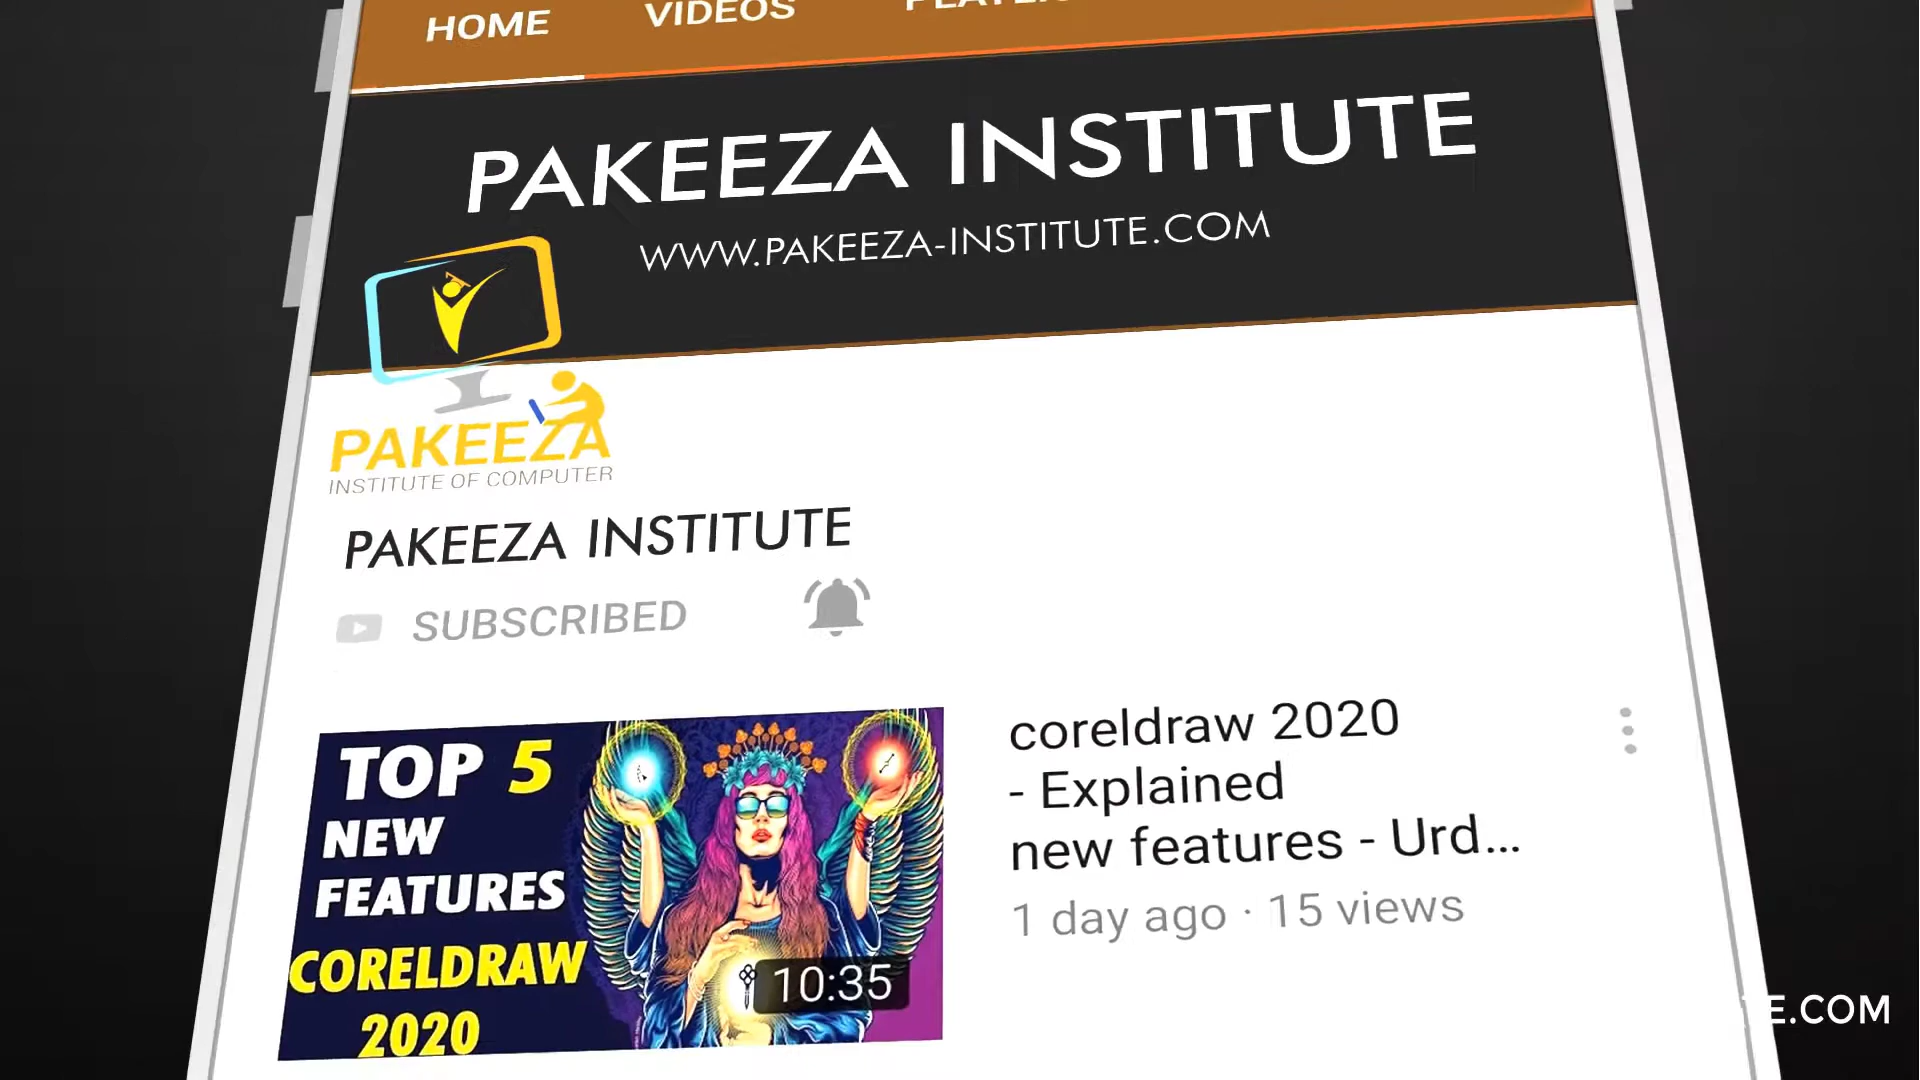 HOME VIDEOS
PAKEEZA INSTITUTE
WWW.PAKEEZA-INSTITUTE.COM
PAKEEZA
INSTITUTE OF COMPUTER
PAKEEZA INSTITUTE
SUBSCRIBED
TOP 5
NEW
FEATURES
CORELDRAW
2020
10:35
coreldraw 2020
- Explained
new features - Urd...
1 day ago · 15 views
E.COM